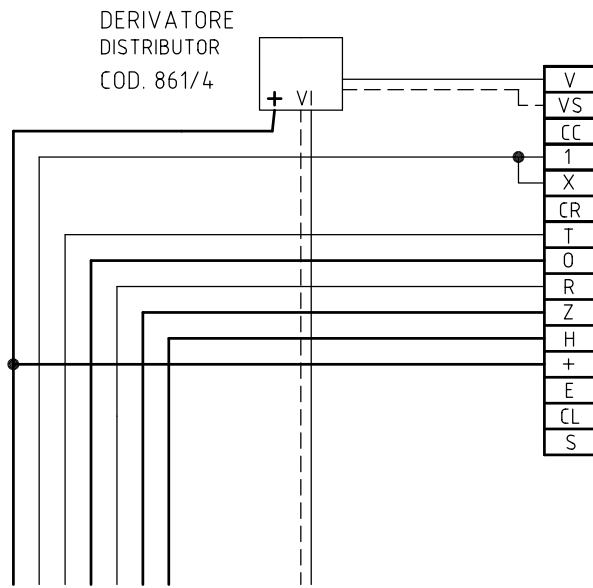 DERIVATORE
DISTRIBUTOR
COD. 861/4
+ VI
V
VS
CC
1
X
CR
T
0
R
Z
H
+
E
CL
S